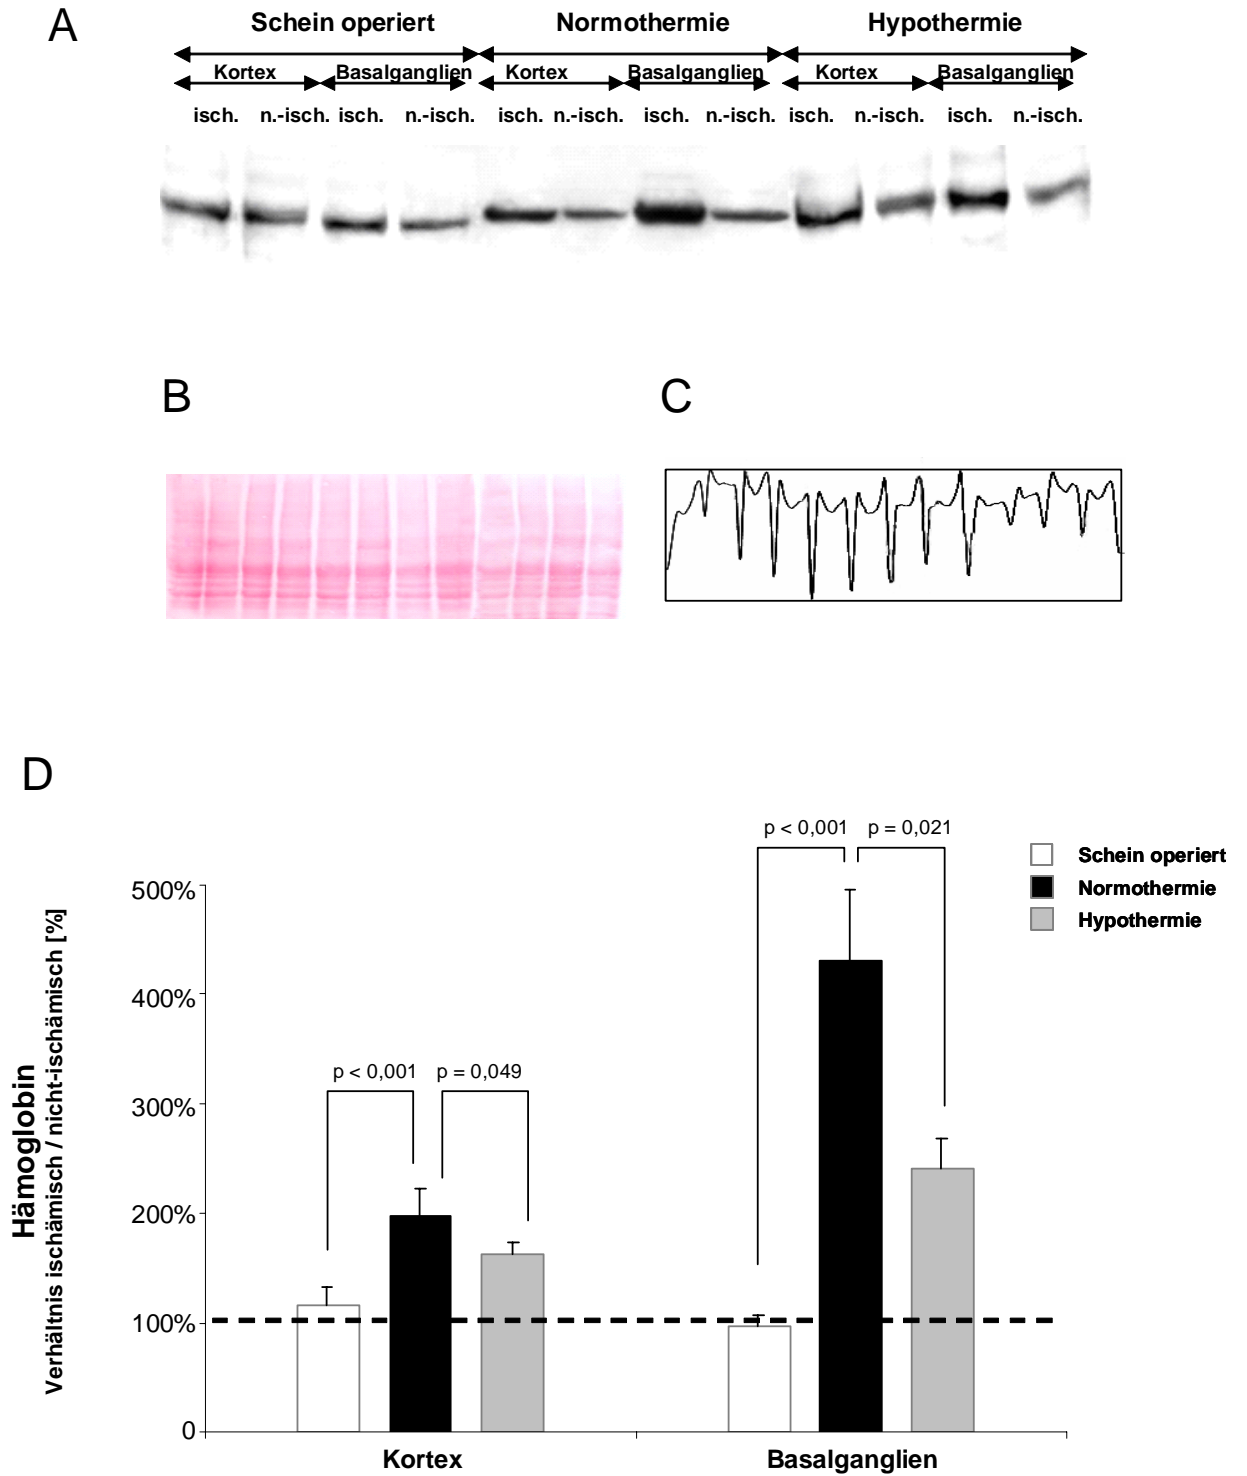 A
Schein operiert Normothermie Hypothermie
Kortex Basalganglien Kortex Basalganglien Kortex Basalganglien
isch. n.-isch. isch. n.-isch. isch. n.-isch. isch. n.-isch. isch. n.-isch. isch. n.-isch.
B C
D
p < 0,001 p = 0,021
Schein operiert
Normothermie
Hypothermie
500%
400%
300%
200%
100%
0
p < 0,001 p = 0,049
Hämoglobin
Verhältnis ischämisch / nicht-ischämisch [%]
Kortex Basalganglien